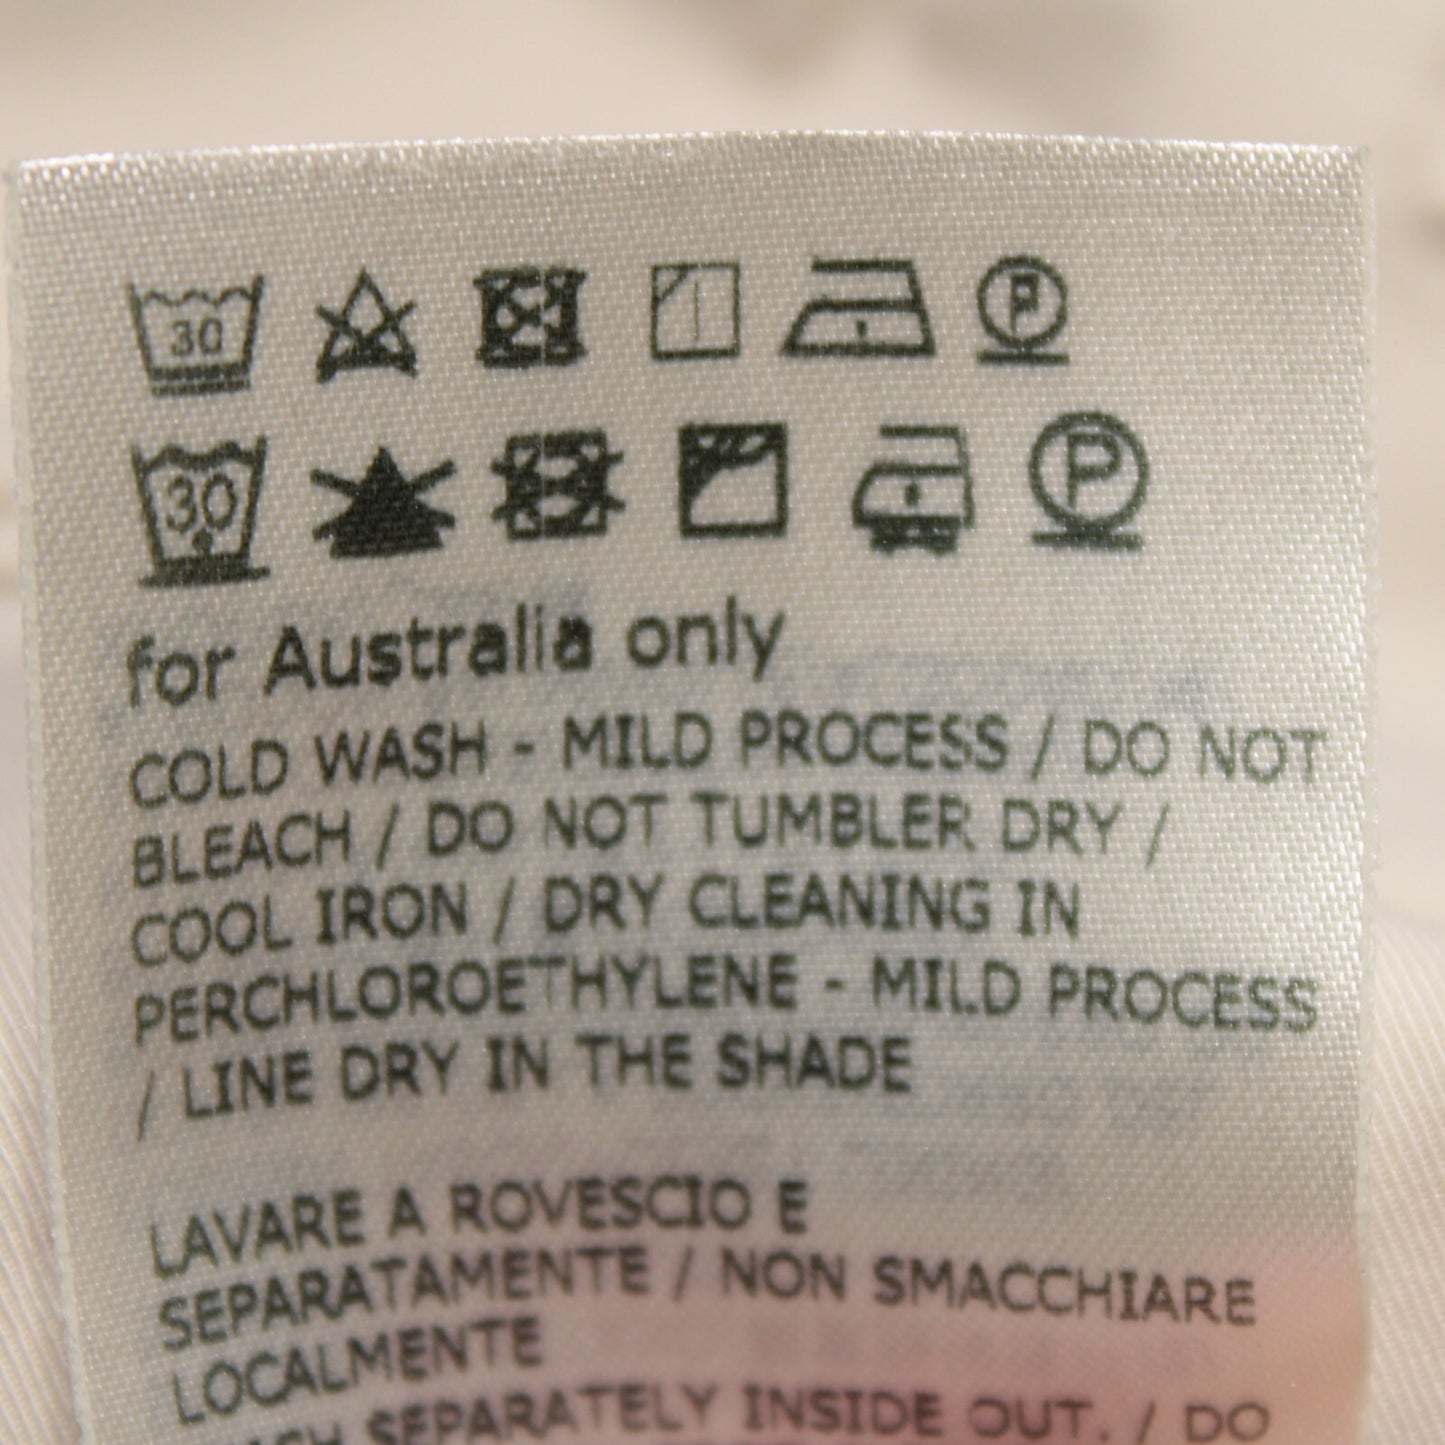 30 P
30 P
for Australia only
COLD WASH - MILD PROCESS / DO NOT
BLEACH / DO NOT TUMBLER DRY /
COOL IRON / DRY CLEANING IN
PERCHLOROETHYLENE - MILD PROCESS
/ LINE DRY IN THE SHADE
LAVARE A ROVESCIO E
SEPARATAMENTE / NON SMACCHIARE
LOCALMENTE
SEPARATELY INSIDE OUT. / DO